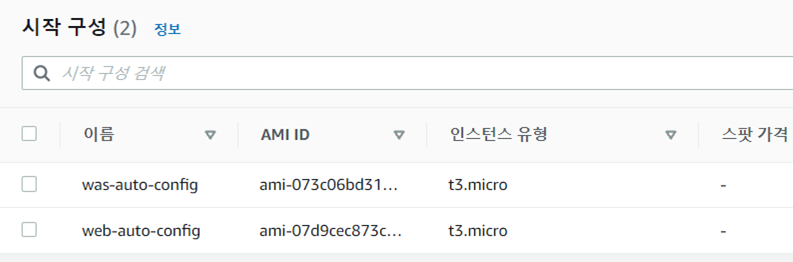 시작 구성 (2) 정보
시작 구성 검색
이름 AMI ID 인스턴스 유형 스팟 가격
was-auto-config ami-073c06bd31... t3.micro -
web-auto-config ami-07d9cec873c... t3.micro -